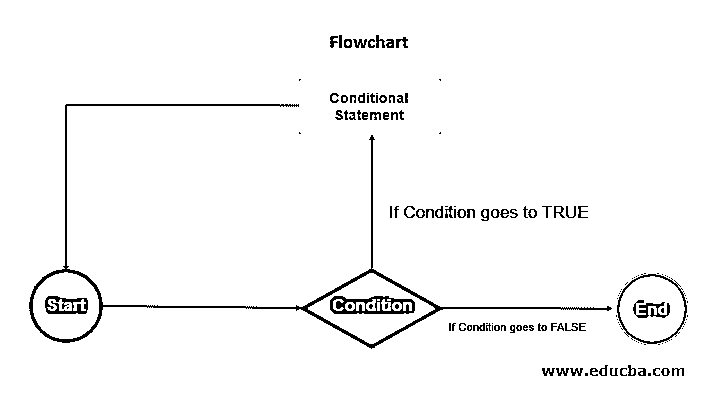 Flowchart
Conditional
Statement
If Condition goes to TRUE
Start
Condition
End
If Condition goes to FALSE
www.educba.com